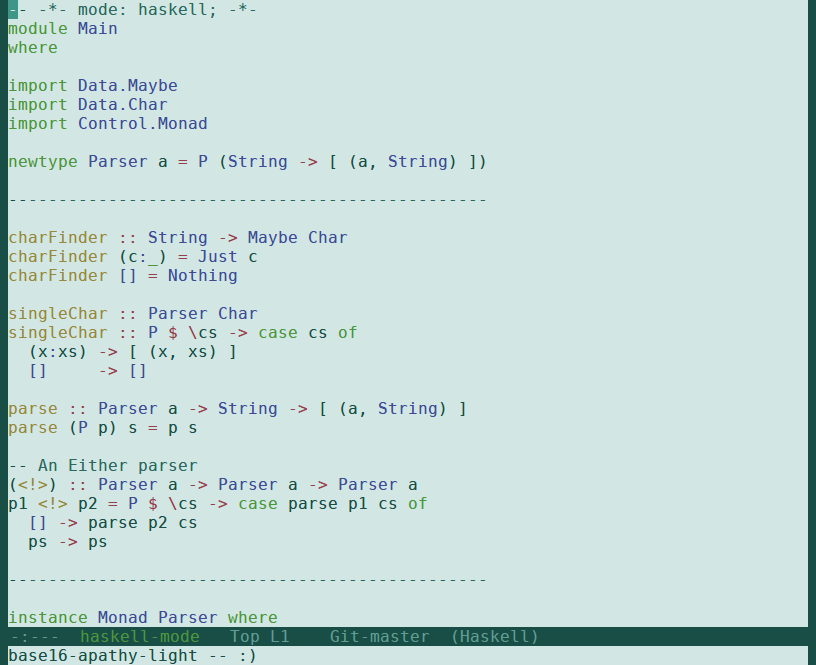 -- -*- mode: haskell; -*-
module Main
where

import Data.Maybe
import Data.Char
import Control.Monad

newtype Parser a = P (String -> [ (a, String) ])

------------------------------------------------

charFinder :: String -> Maybe Char
charFinder (c:_) = Just c
charFinder [] = Nothing

singleChar :: Parser Char
singleChar :: P $ \cs -> case cs of
  (x:xs) -> [ (x, xs) ]
  []     -> []

parse :: Parser a -> String -> [ (a, String) ]
parse (P p) s = p s

-- An Either parser
(<!>) :: Parser a -> Parser a -> Parser a
p1 <!> p2 = P $ \cs -> case parse p1 cs of
  [] -> parse p2 cs
  ps -> ps

------------------------------------------------

instance Monad Parser where
-:---  haskell-mode   Top L1    Git-master  (Haskell)
base16-apathy-light -- :)